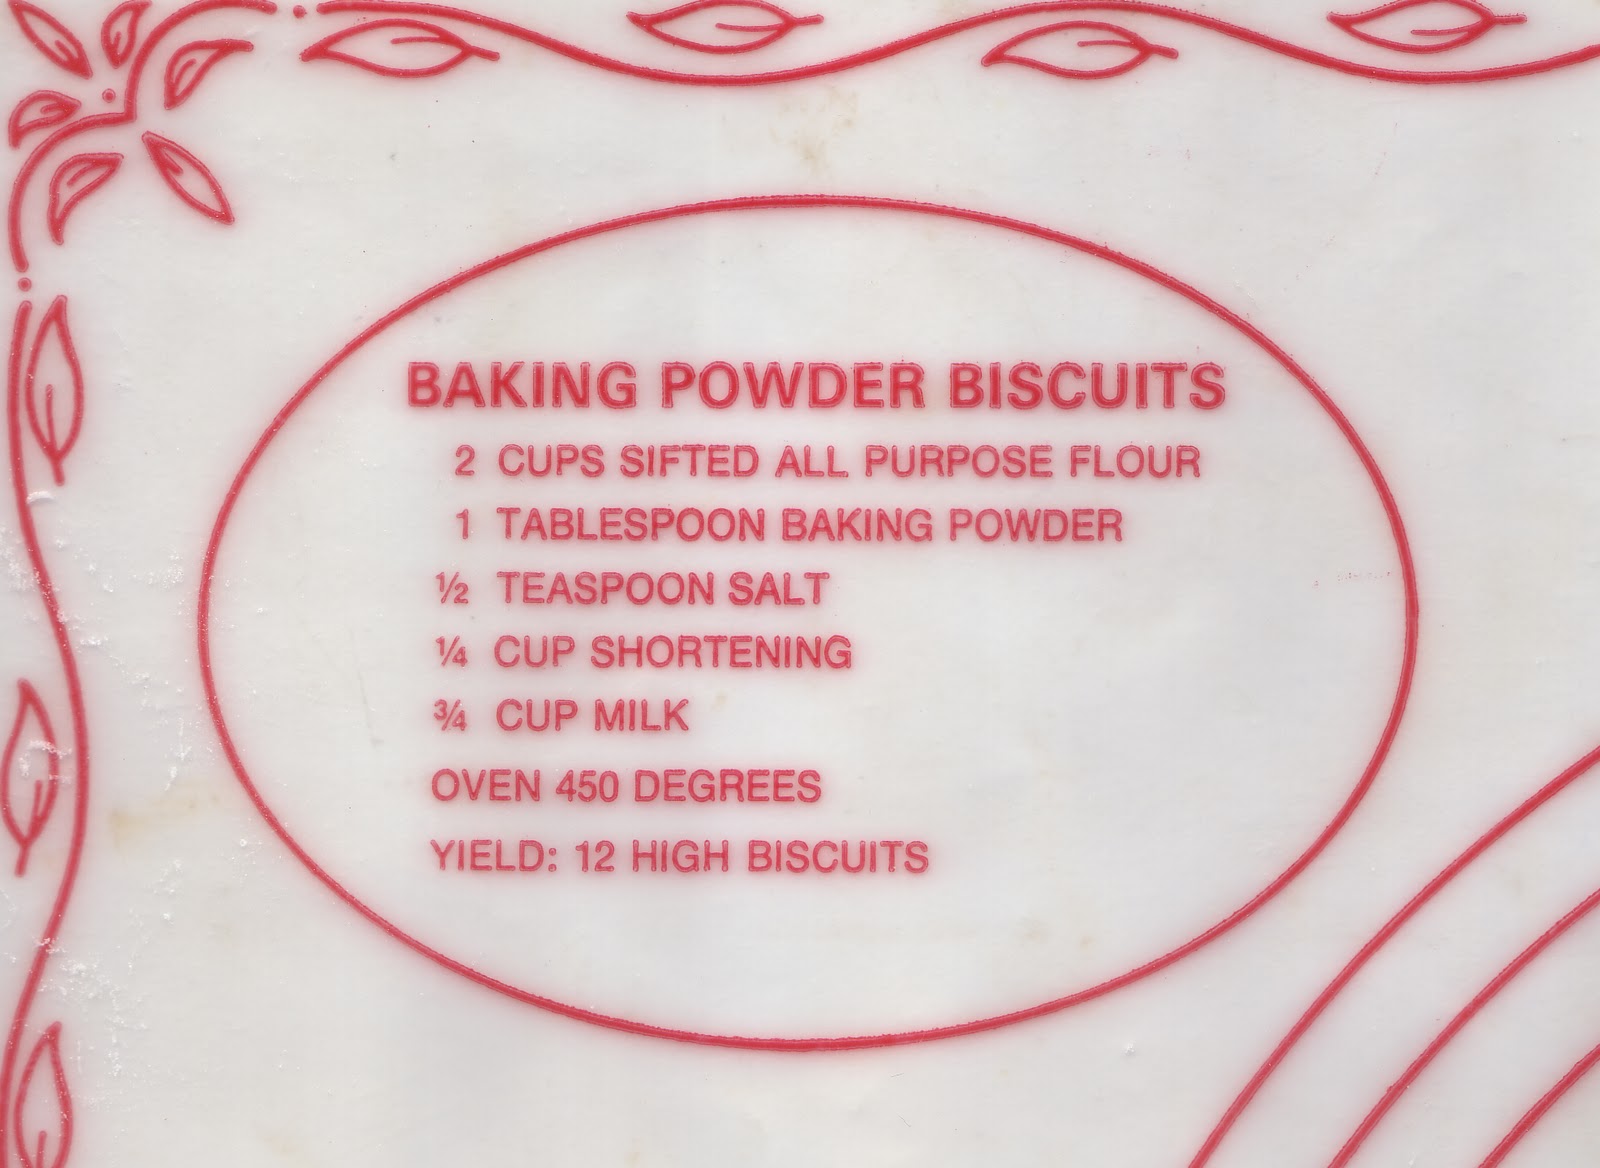 BAKING POWDER BISCUITS
2 CUPS SIFTED ALL PURPOSE FLOUR
1 TABLESPOON BAKING POWDER
½ TEASPOON SALT
¼ CUP SHORTENING
¾ CUP MILK
OVEN 450 DEGREES
YIELD: 12 HIGH BISCUITS